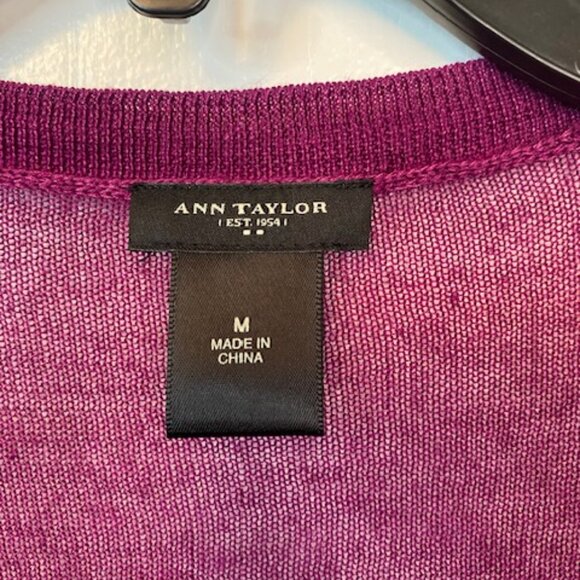 ANN TAYLOR
| EST. 1954 |
M
MADE IN
CHINA